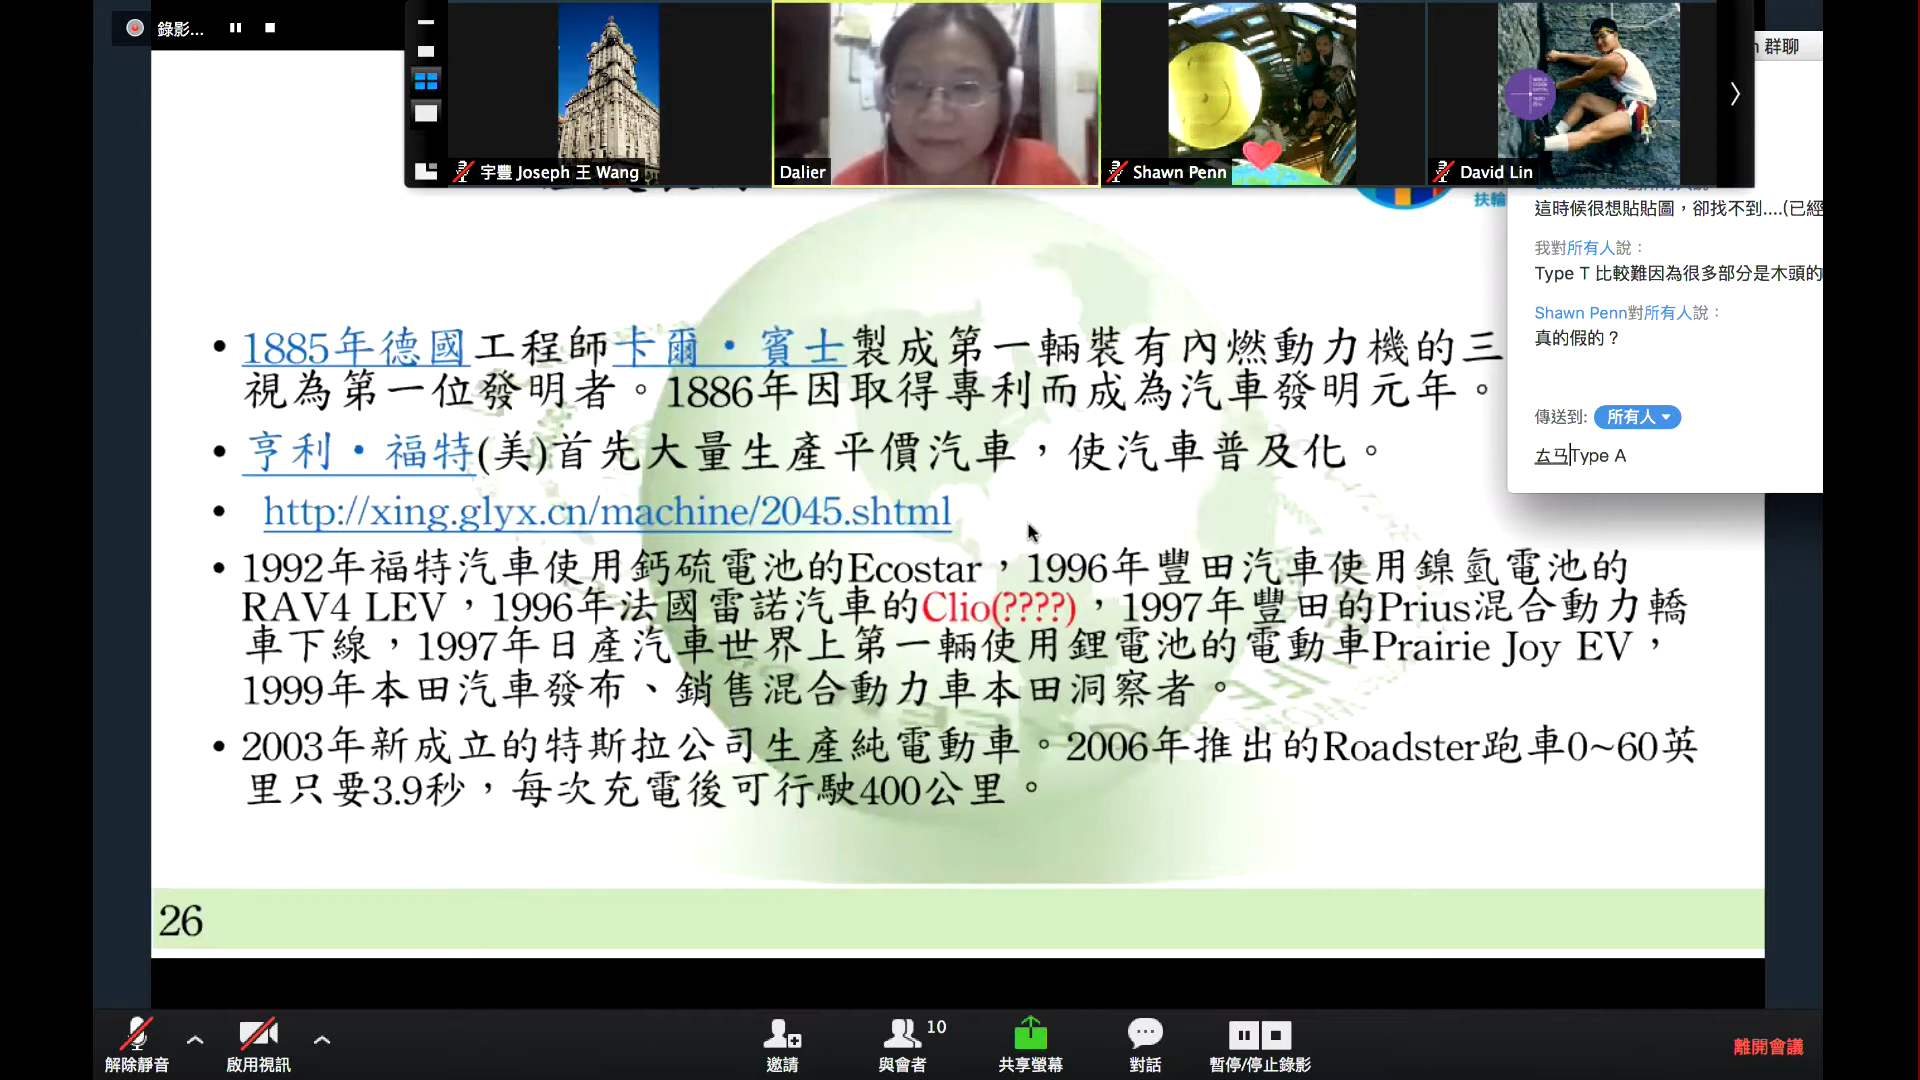 錄影...
群聊
宇豐 Joseph 王 Wang
Dalier
Shawn Penn
David Lin
扶輪
這時候很想貼貼圖，卻找不到....(已經
我對所有人說：
Type T 比較難因為很多部分是木頭的
Shawn Penn對所有人說：
真的假的？
傳送到: 所有人
ㄊㄢType A
• 1885年德國工程師卡爾·賓士製成第一輛裝有內燃動力機的三
視為第一位發明者。1886年因取得專利而成為汽車發明元年。
• 亨利·福特(美)首先大量生產平價汽車，使汽車普及化。
• http://xing.glyx.cn/machine/2045.shtml
• 1992年福特汽車使用鈣硫電池的Ecostar，1996年豐田汽車使用鎳氫電池的
RAV4 LEV，1996年法國雷諾汽車的Clio(????)，1997年豐田的Prius混合動力轎
車下線，1997年日產汽車世界上第一輛使用鋰電池的電動車Prairie Joy EV，
1999年本田汽車發布、銷售混合動力車本田洞察者。
• 2003年新成立的特斯拉公司生產純電動車。2006年推出的Roadster跑車0~60英
里只要3.9秒，每次充電後可行駛400公里。
26
解除靜音
啟用視訊
邀請
10
與會者
共享螢幕
對話
暫停/停止錄影
離開會議